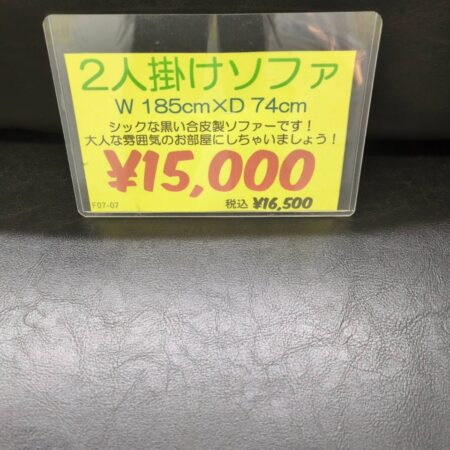 2人掛けソファ
W 185cm×D 74cm
シックな黒い合皮製ソファーです！
大人な雰囲気のお部屋にしちゃいましょう！
¥15,000
F07-07 税込 ¥16,500